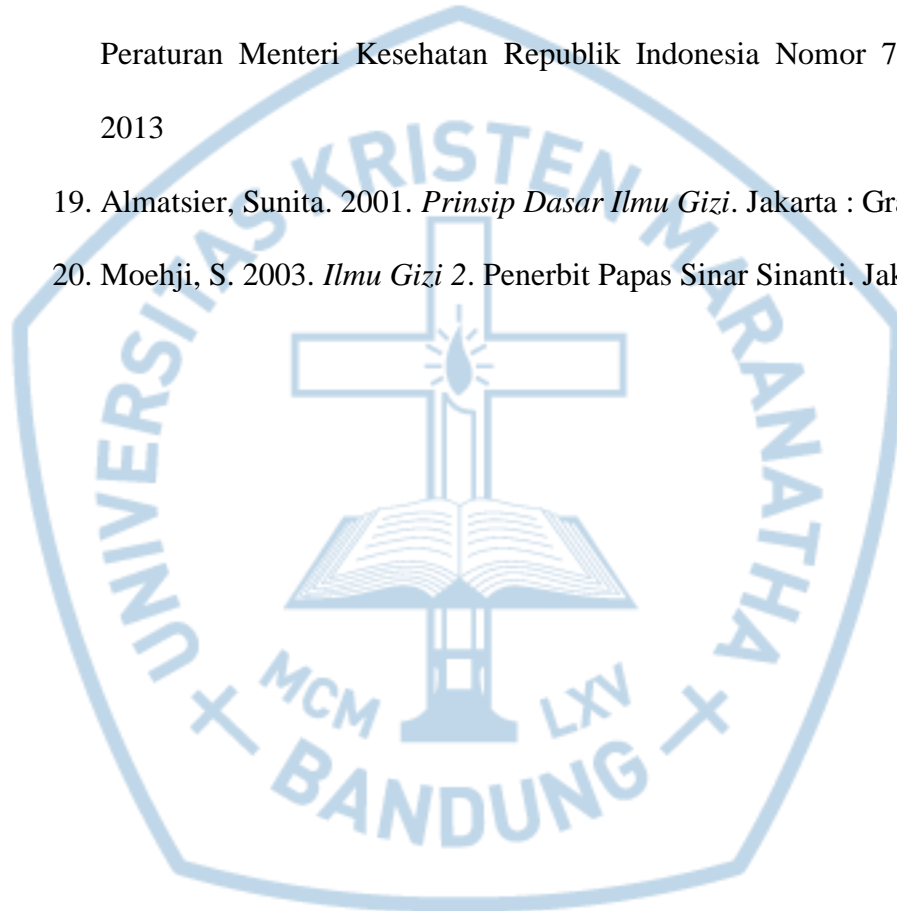 Peraturan Menteri Kesehatan Republik Indonesia Nomor 7
2013
19. Almatsier, Sunita. 2001. Prinsip Dasar Ilmu Gizi. Jakarta : Gra
20. Moehji, S. 2003. Ilmu Gizi 2. Penerbit Papas Sinar Sinanti. Jak
UNIVERSITAS KRISTEN MARANATHA
MCM LXV
BANDUNG